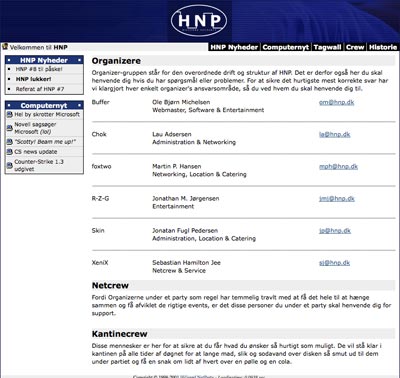 HNP
Velkommen til HNP
HNP Nyheder Computernyt Tagwall Crew Historie
HNP Nyheder
HNP #8 til påske!
HNP lukker!
Referat af HNP #7
Computernyt
Hel by skrotter Microsoft
Novell sagsøger
Microsoft (lol)
"Scotty! Beam me up!"
CS news update
Counter-Strike 1.3
udgivet
Organizere
Organizer-gruppen står for den overordnede drift og struktur af HNP. Det er derfor også her du skal
henvende dig hvis du har spørgsmål eller problemer. For at sikre det hurtigste mest korrekte svar har
vi klargjort hver enkelt organizer's ansvarsområde, så du ved hvem du skal henvende dig til.
Buffer Ole Bjørn Michelsen om@hnp.dk
Webmaster, Software & Entertainment
Chok Lau Adsersen la@hnp.dk
Administration & Networking
foxtwo Martin P. Hansen mph@hnp.dk
Networking, Location & Catering
R-Z-G Jonathan M. Jørgensen jmj@hnp.dk
Entertainment
Skin Jonatan Fugl Pedersen jp@hnp.dk
Administration, Location & Catering
XeniX Sebastian Hamilton Jee sj@hnp.dk
Netcrew & Service
Netcrew
Fordi Organizerne under et party som regel har temmelig travlt med at få det hele til at hænge
sammen og få afviklet de rigtige events, er det disse personer du under et party skal henvende dig
for support.
Kantinecrew
Disse mennesker er her for at sikre at du får hvad du ønsker så hurtigt som muligt. De vil stå klar i
kantinen på alle tider af døgnet for at lange mad, slik og sodavand over disken så smut ud til dem
under partiet og få en snak om lidt af hvert over en pølle og en cola.